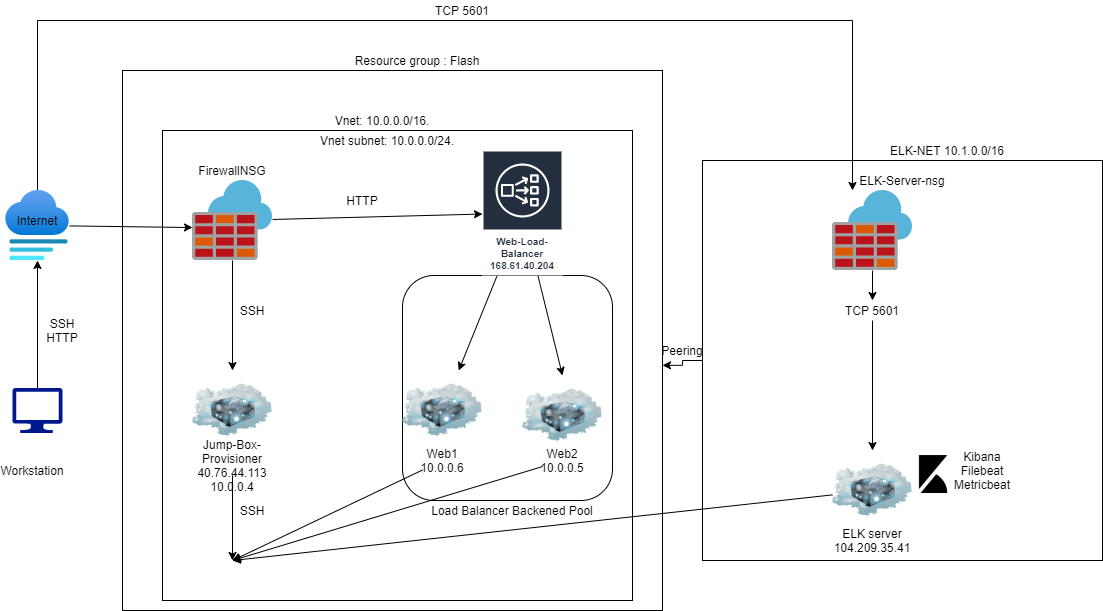 TCP 5601
Resource group : Flash
Vnet: 10.0.0.0/16.
Vnet subnet: 10.0.0.0/24.
ELK-NET 10.1.0.0/16
FirewallNSG
ELK-Server-nsg
HTTP
Internet
Web-Load-
Balancer
168.61.40.204
SSH
TCP 5601
SSH
HTTP
Peering
Jump-Box-
Provisioner
40.76.44.113
10.0.0.4
Web1
10.0.0.6
Web2
10.0.0.5
Workstation
Kibana
Filebeat
Metricbeat
SSH
Load Balancer Backened Pool
ELK server
104.209.35.41